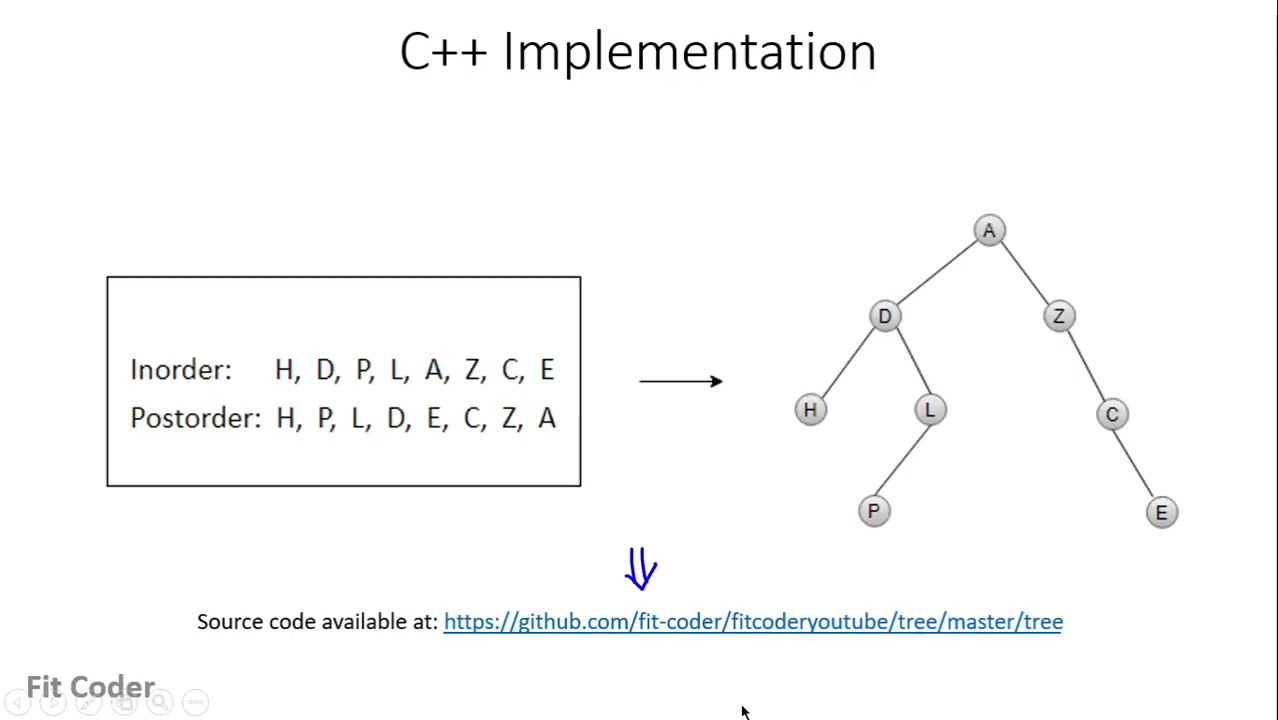 C++ Implementation
A
D
Z
Inorder: H, D, P, L, A, Z, C, E
Postorder: H, P, L, D, E, C, Z, A
H
L
C
P
E
Source code available at: https://github.com/fit-coder/fitcoderyoutube/tree/master/tree
Fit Coder